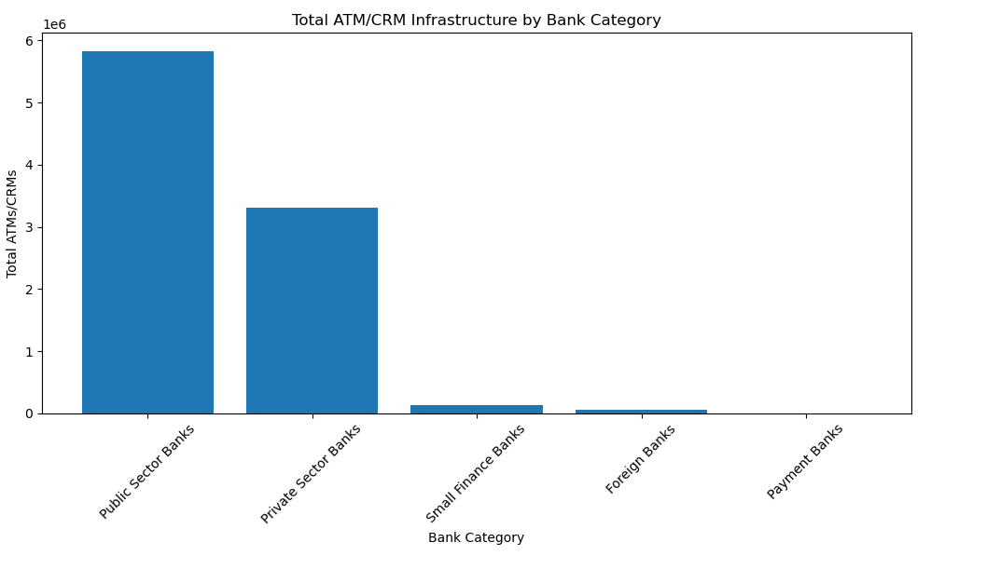 Total ATM/CRM Infrastructure by Bank Category
1e6
6
5
4
3
2
1
0
Total ATMs/CRMs
Public Sector Banks
Private Sector Banks
Small Finance Banks
Foreign Banks
Payment Banks
Bank Category